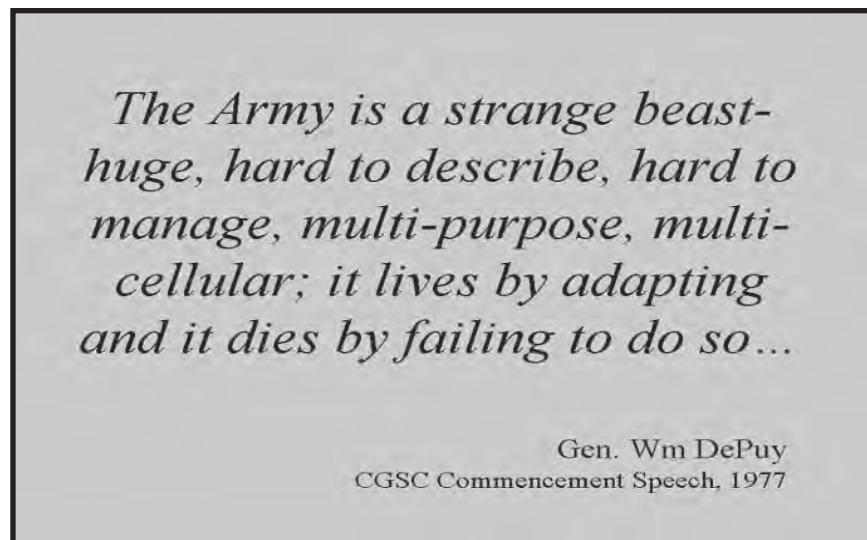 The Army is a strange beast-
huge, hard to describe, hard to
manage, multi-purpose, multi-
cellular; it lives by adapting
and it dies by failing to do so...
Gen. Wm DePuy
CGSC Commencement Speech, 1977